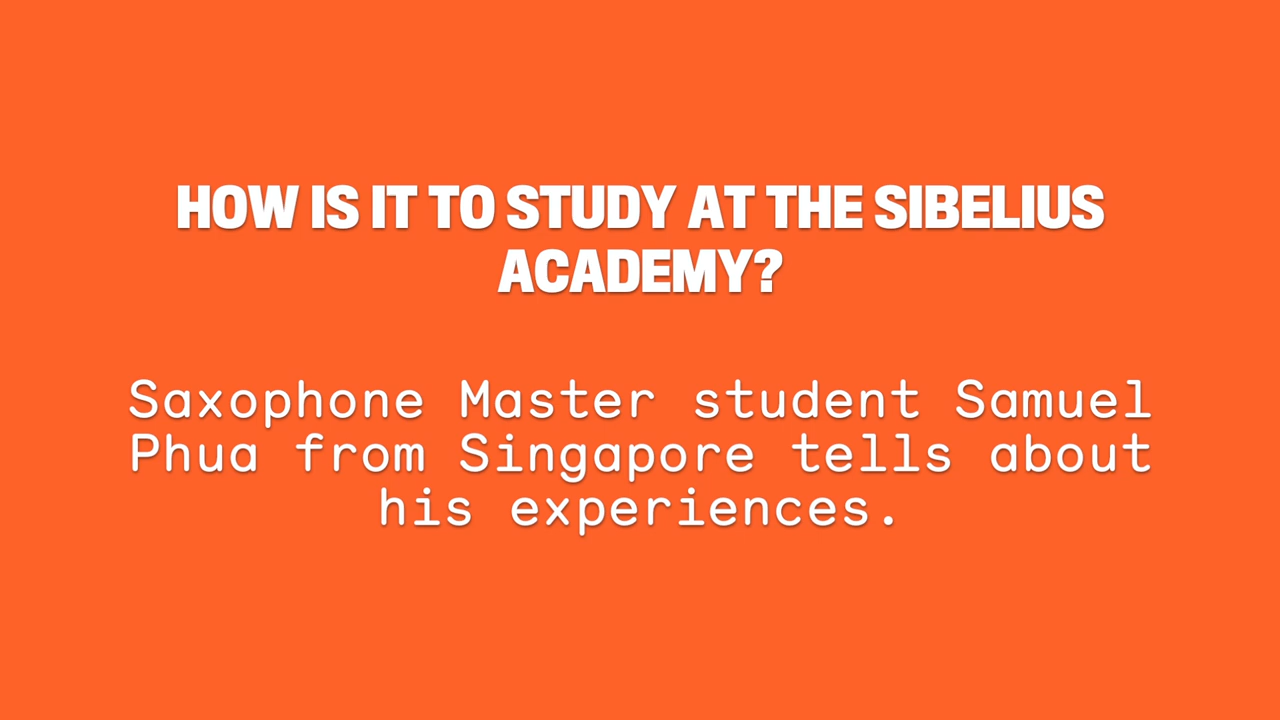 HOW IS IT TO STUDY AT THE SIBELIUS
ACADEMY?
Saxophone Master student Samuel
Phua from Singapore tells about
his experiences.